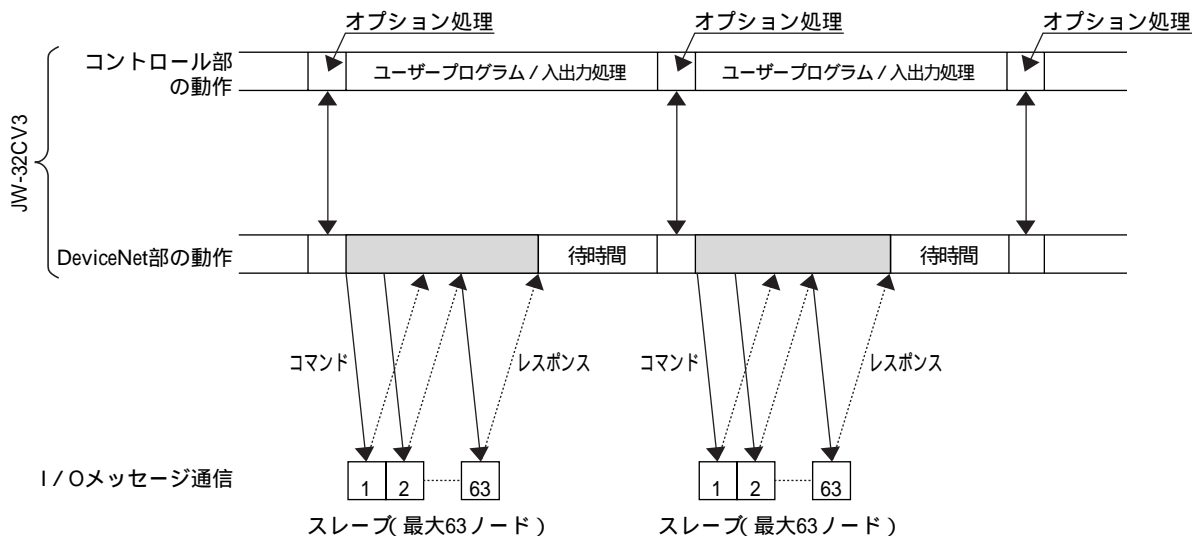 オプション処理 オプション処理 オプション処理
コントロール部の動作
ユーザープログラム / 入出力処理 ユーザープログラム / 入出力処理
JW-32CV3
DeviceNet部の動作
待時間 待時間
コマンド レスポンス コマンド レスポンス
I / Oメッセージ通信
1 2 63 1 2 63
スレーブ( 最大63ノード ) スレーブ( 最大63ノード )